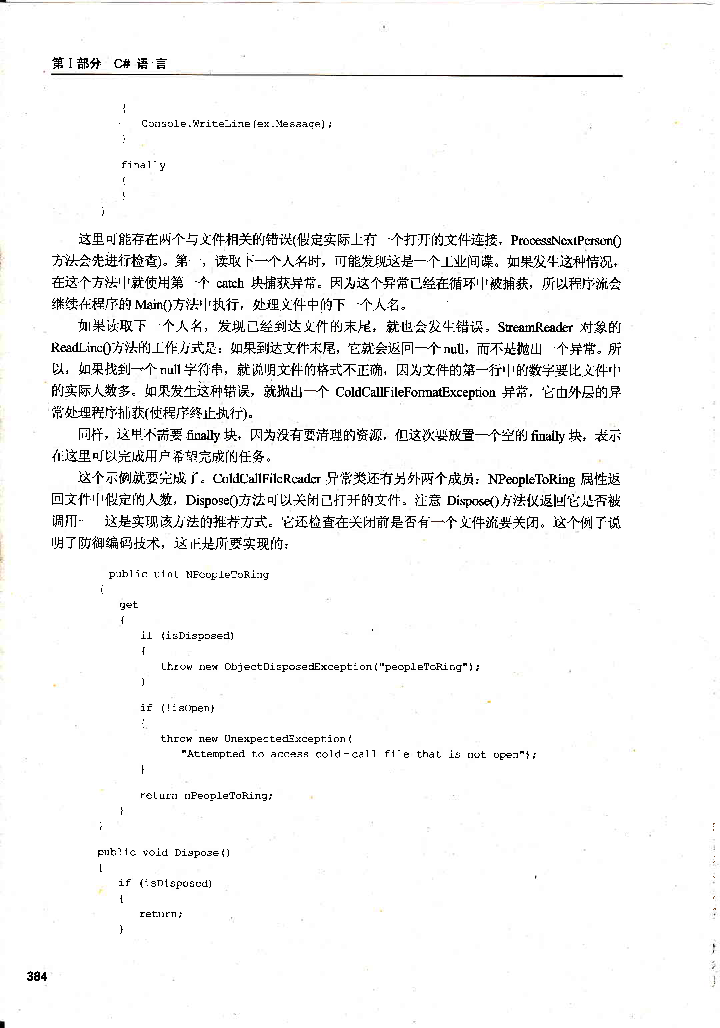 第Ⅰ部分 C# 语 言
{
Console.WriteLine(ex.Message);
}
finally
{
}
}
这里可能存在两个与文件相关的错误(假定实际上有一个打开的文件连接，ProcessNextPerson()
方法会先进行检查)。第一，读取下一个人名时，可能发现这是一个工业间谍。如果发生这种情况，
在这个方法中就使用第一个 catch 块捕获异常。因为这个异常已经在循环中被捕获，所以程序流会
继续在程序的 Main()方法中执行，处理文件中的下一个人名。
如果读取下一个人名，发现已经到达文件的末尾，就也会发生错误。StreamReader 对象的
ReadLine()方法的工作方式是：如果到达文件末尾，它就会返回一个 null，而不是抛出一个异常。所
以，如果找到一个 null 字符串，就说明文件的格式不正确，因为文件的第一行中的数字要比文件中
的实际人数多。如果发生这种错误，就抛出一个 ColdCallFileFormatException 异常，它由外层的异
常处理程序捕获(使程序终止执行)。
同样，这里不需要 finally 块，因为没有要清理的资源，但这次要放置一个空的 finally 块，表示
在这里可以完成用户希望完成的任务。
这个示例就要完成了。ColdCallFileReader 异常类还有另外两个成员：NPeopleToRing 属性返
回文件中假定的人数，Dispose()方法可以关闭已打开的文件。注意 Dispose()方法仅返回它是否被
调用——这是实现该方法的推荐方式。它还检查在关闭前是否有一个文件流要关闭。这个例子说
明了防御编码技术，这正是所要实现的：
public uint NPeopleToRing
{
get
{
if (isDisposed)
{
throw new ObjectDisposedException("peopleToRing");
}
if (!isOpen)
{
throw new UnexpectedException(
"Attempted to access cold-call file that is not open");
}
return nPeopleToRing;
}
}
public void Dispose()
{
if (isDisposed)
{
return;
}
384